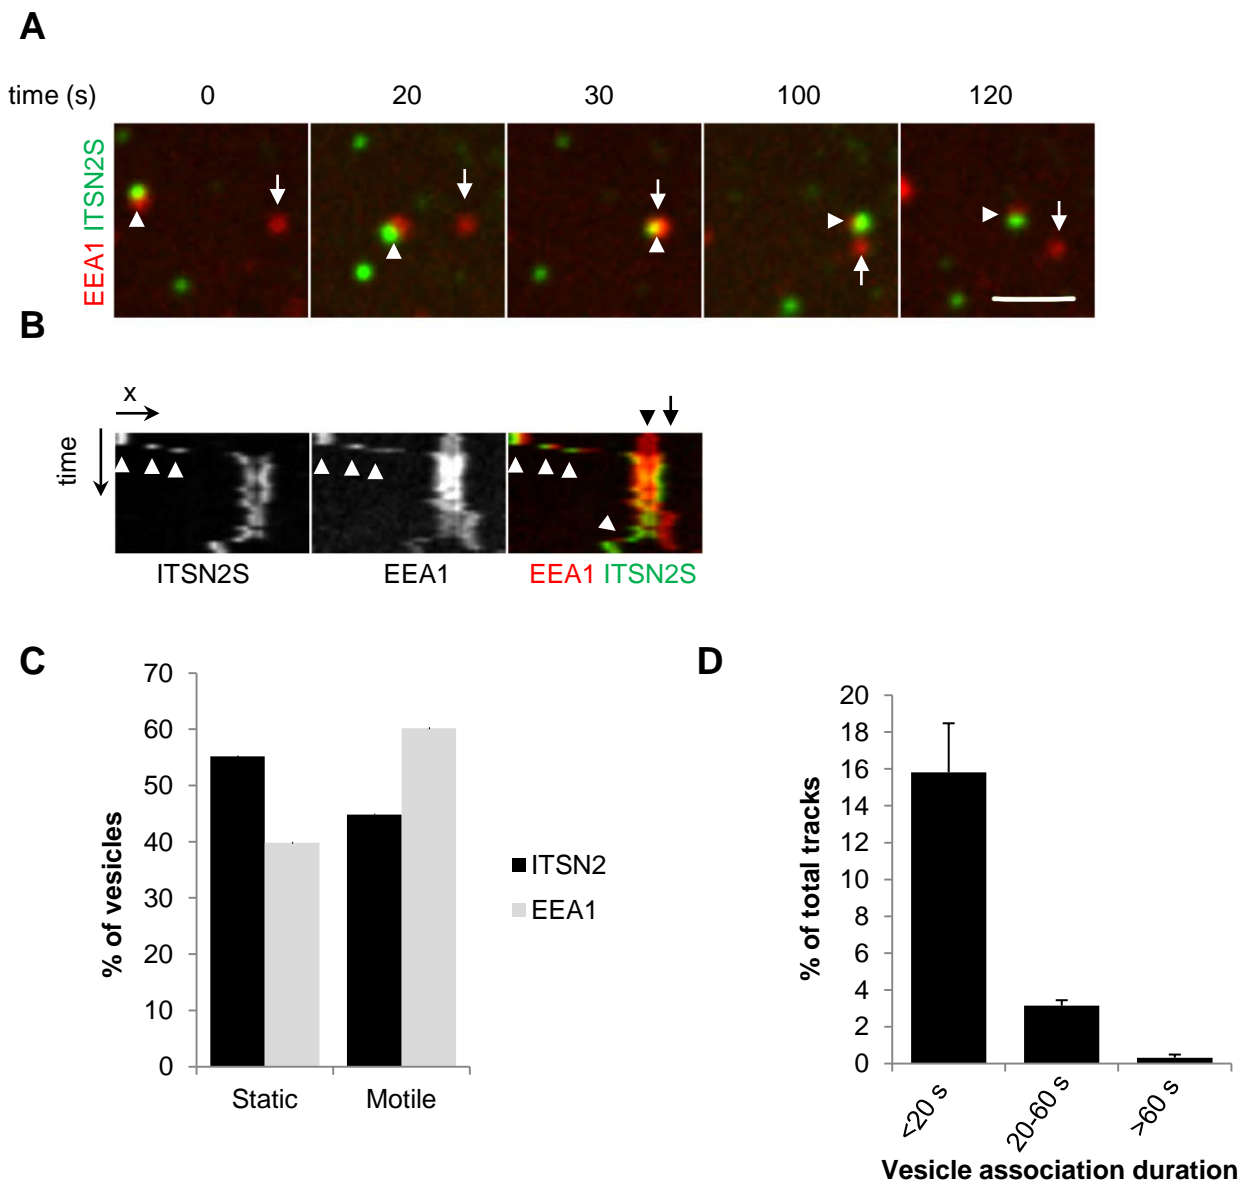 A
time (s) 0 20 30 100 120
EEA1 ITSN2S
B
x
time
ITSN2S EEA1 EEA1 ITSN2S
C
70
60
50
40
30
20
10
0
% of vesicles
Static Motile
ITSN2
EEA1
D
20
18
16
14
12
10
8
6
4
2
0
% of total tracks
<20 s 20-60 s >60 s
Vesicle association duration